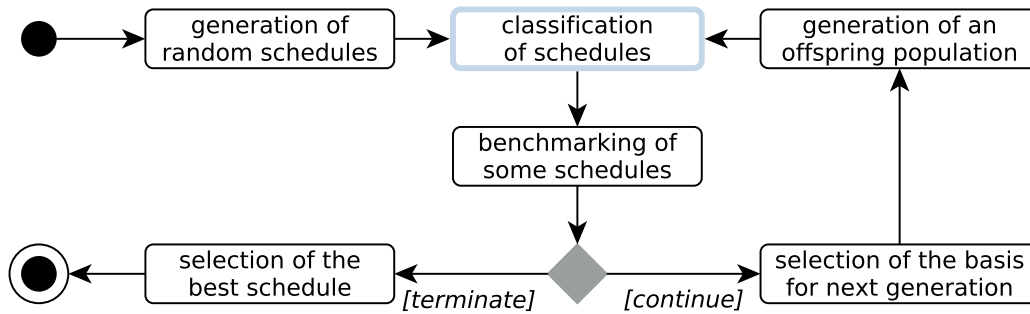 generation of
random schedules
classification
of schedules
generation of an
offspring population
benchmarking of
some schedules
selection of the
best schedule
[terminate]
[continue]
selection of the basis
for next generation